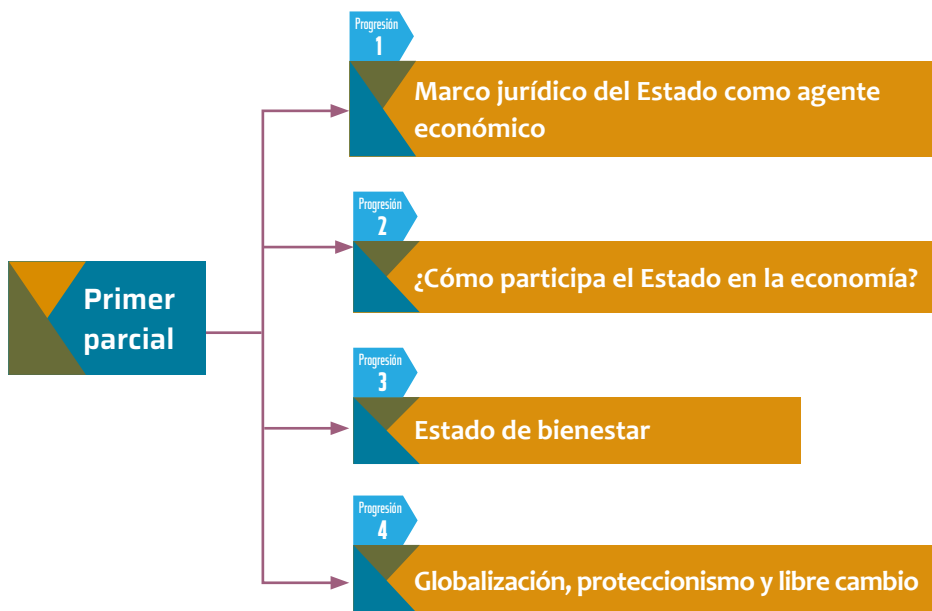 Progresión
1
Marco jurídico del Estado como agente
económico
Progresión
2
¿Cómo participa el Estado en la economía?
Primer
parcial
Progresión
3
Estado de bienestar
Progresión
4
Globalización, proteccionismo y libre cambio